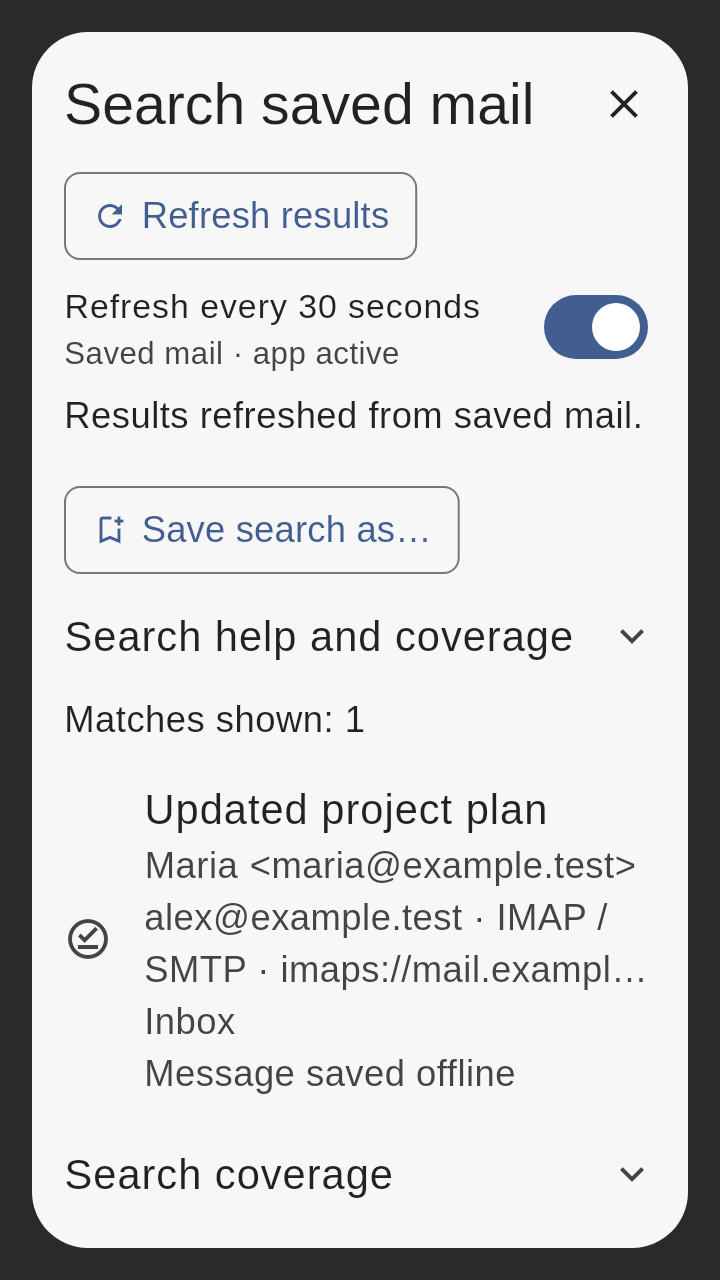 Search saved mail
Refresh results
Refresh every 30 seconds
Saved mail · app active
Results refreshed from saved mail.
Save search as…
Search help and coverage
Matches shown: 1
Updated project plan
Maria <maria@example.test>
alex@example.test · IMAP /
SMTP · imaps://mail.exampl…
Inbox
Message saved offline
Search coverage